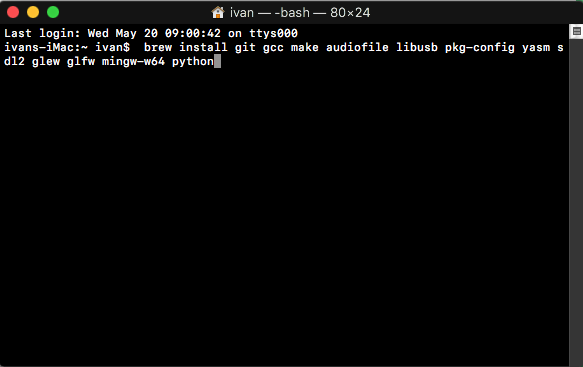 ivan — -bash — 80×24
Last login: Wed May 20 09:00:42 on ttys000
ivans-iMac:~ ivan$  brew install git gcc make audiofile libusb pkg-config yasm s
dl2 glew glfw mingw-w64 python